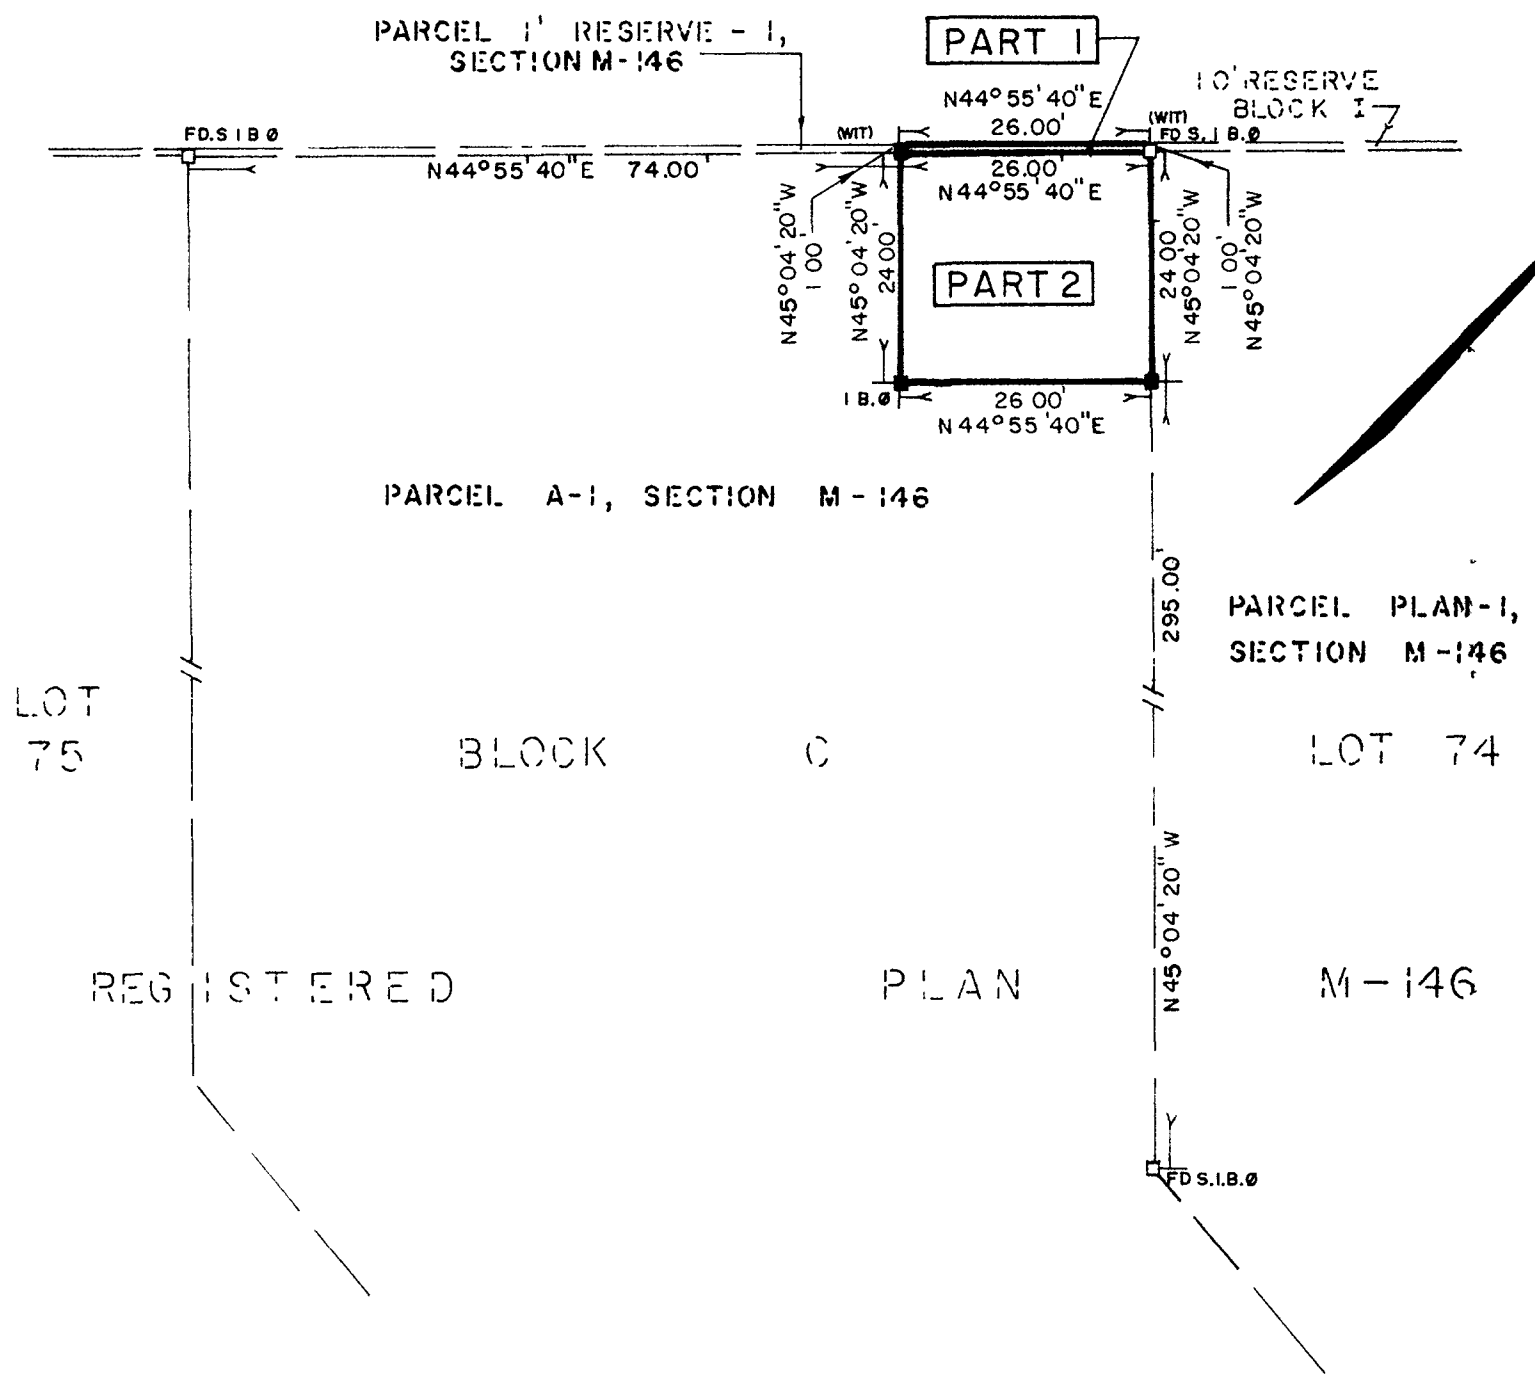 PARCEL 1' RESERVE - 1,
SECTION M-146
PART 1
1 0' RESERVE
BLOCK I
N44°55'40"E
26.00'
(WIT)
(WIT)
FD.S I B Ø
FD S. I B.Ø
N44°55'40"E 74.00'
26.00'
N44°55'40"E
N45°04'20"W
1 00'
N45°04'20"W
24 00'
PART 2
24 00'
N45°04'20"W
1 00'
N45°04'20"W
I B.Ø
26 00'
N44°55'40"E
PARCEL A-1, SECTION M-146
295.00'
PARCEL PLAN-1,
SECTION M-146
LOT
75
BLOCK C
LOT 74
N45°04'20"W
REGISTERED PLAN M-146
FD S.I.B.Ø